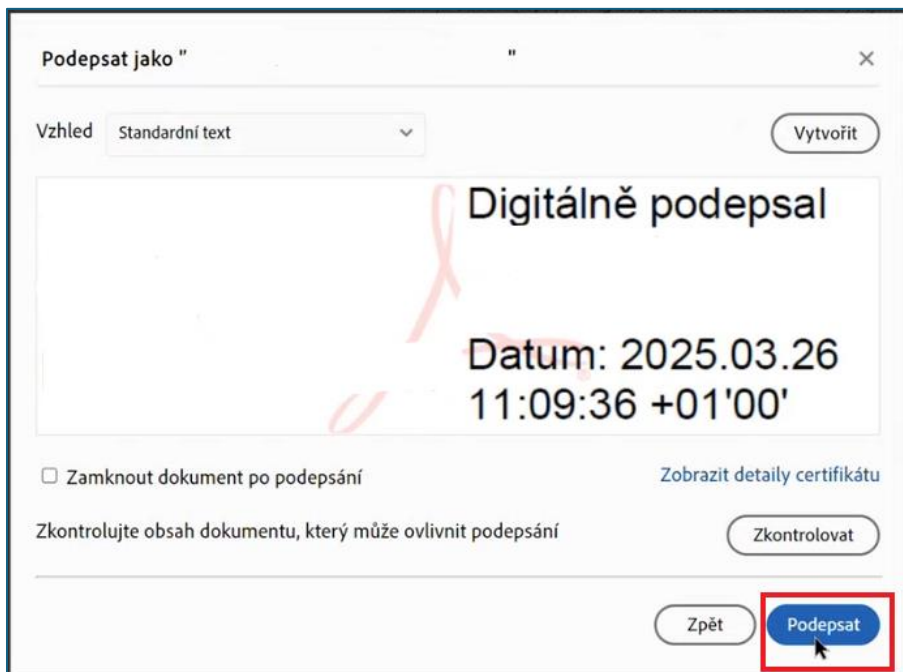 Podepsat jako " "
Vzhled Standardní text Vytvořit
Digitálně podepsal
Datum: 2025.03.26
11:09:36 +01'00'
Zamknout dokument po podepsání Zobrazit detaily certifikátu
Zkontrolujte obsah dokumentu, který může ovlivnit podepsání Zkontrolovat
Zpět Podepsat